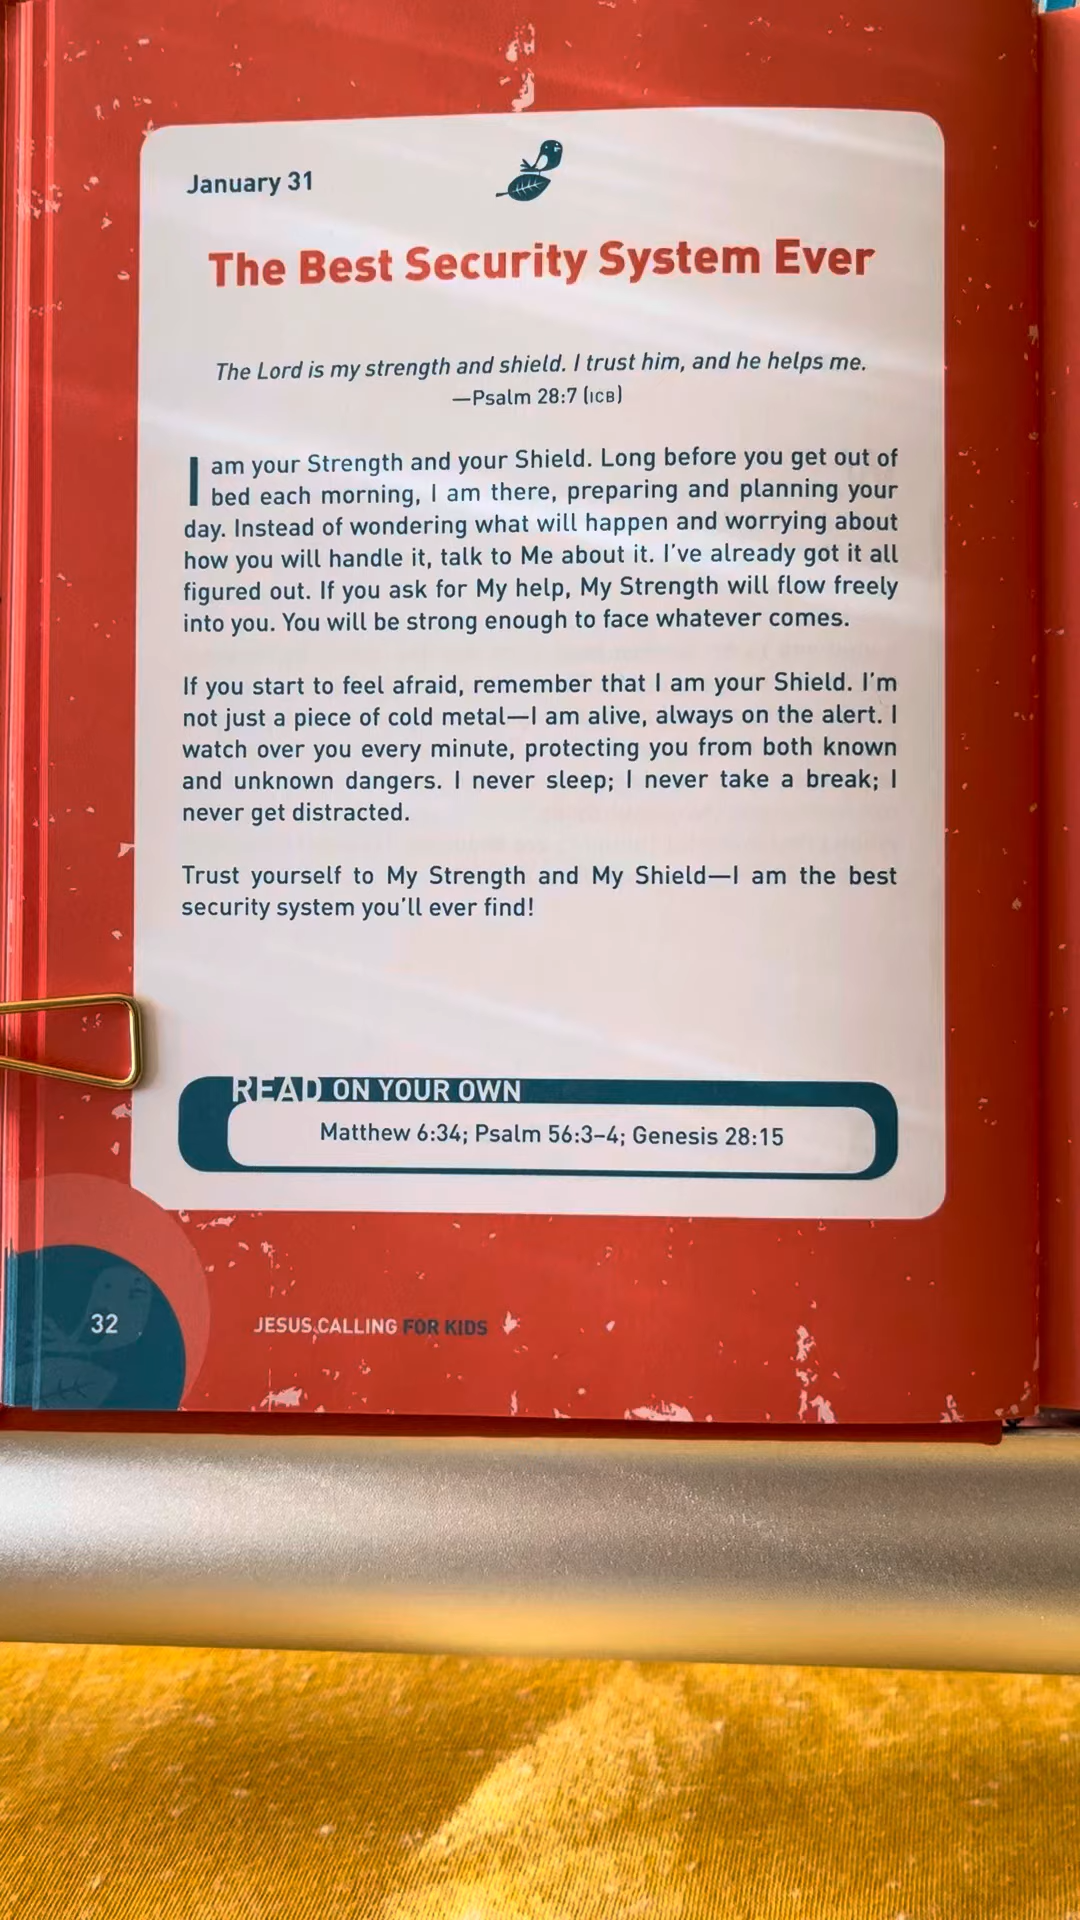 January 31
The Best Security System Ever
The Lord is my strength and shield. I trust him, and he helps me.
—Psalm 28:7 (ICB)
I am your Strength and your Shield. Long before you get out of
bed each morning, I am there, preparing and planning your
day. Instead of wondering what will happen and worrying about
how you will handle it, talk to Me about it. I've already got it all
figured out. If you ask for My help, My Strength will flow freely
into you. You will be strong enough to face whatever comes.
If you start to feel afraid, remember that I am your Shield. I'm
not just a piece of cold metal—I am alive, always on the alert. I
watch over you every minute, protecting you from both known
and unknown dangers. I never sleep; I never take a break; I
never get distracted.
Trust yourself to My Strength and My Shield—I am the best
security system you'll ever find!
READ ON YOUR OWN
Matthew 6:34; Psalm 56:3–4; Genesis 28:15
32
JESUS CALLING FOR KIDS